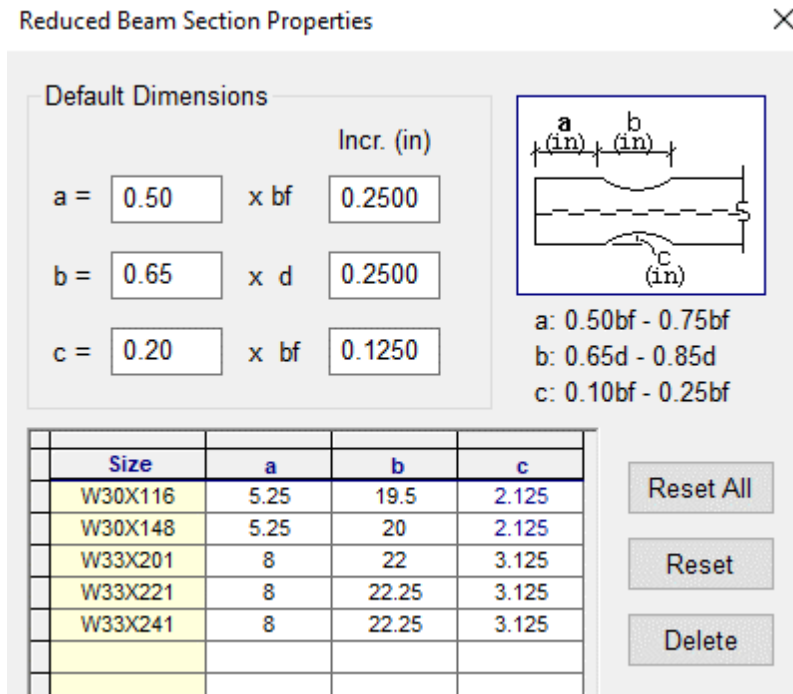 Reduced Beam Section Properties
Default Dimensions
Incr. (in)
a = 0.50 x bf 0.2500
b = 0.65 x d 0.2500
c = 0.20 x bf 0.1250
a b
(in) (in)
c
(in)
a: 0.50bf - 0.75bf
b: 0.65d - 0.85d
c: 0.10bf - 0.25bf
Size a b c
W30X116 5.25 19.5 2.125
W30X148 5.25 20 2.125
W33X201 8 22 3.125
W33X221 8 22.25 3.125
W33X241 8 22.25 3.125
Reset All
Reset
Delete